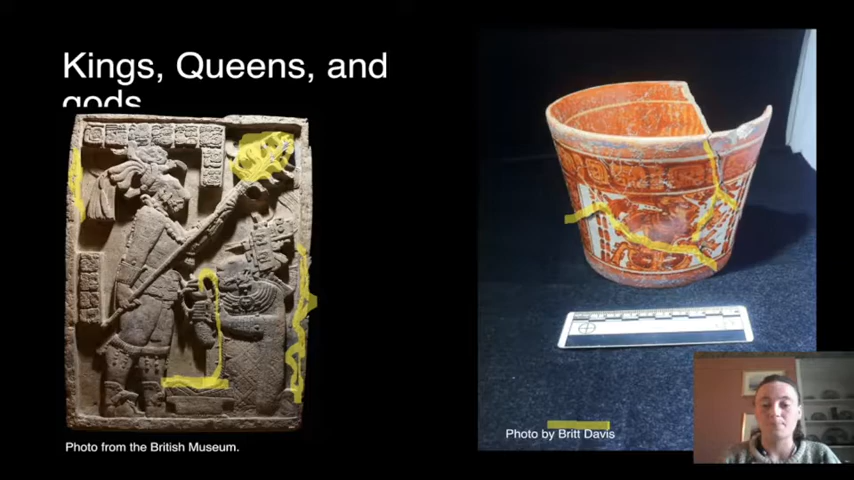 Kings, Queens, and
gods
Photo from the British Museum.
Photo by Britt Davis